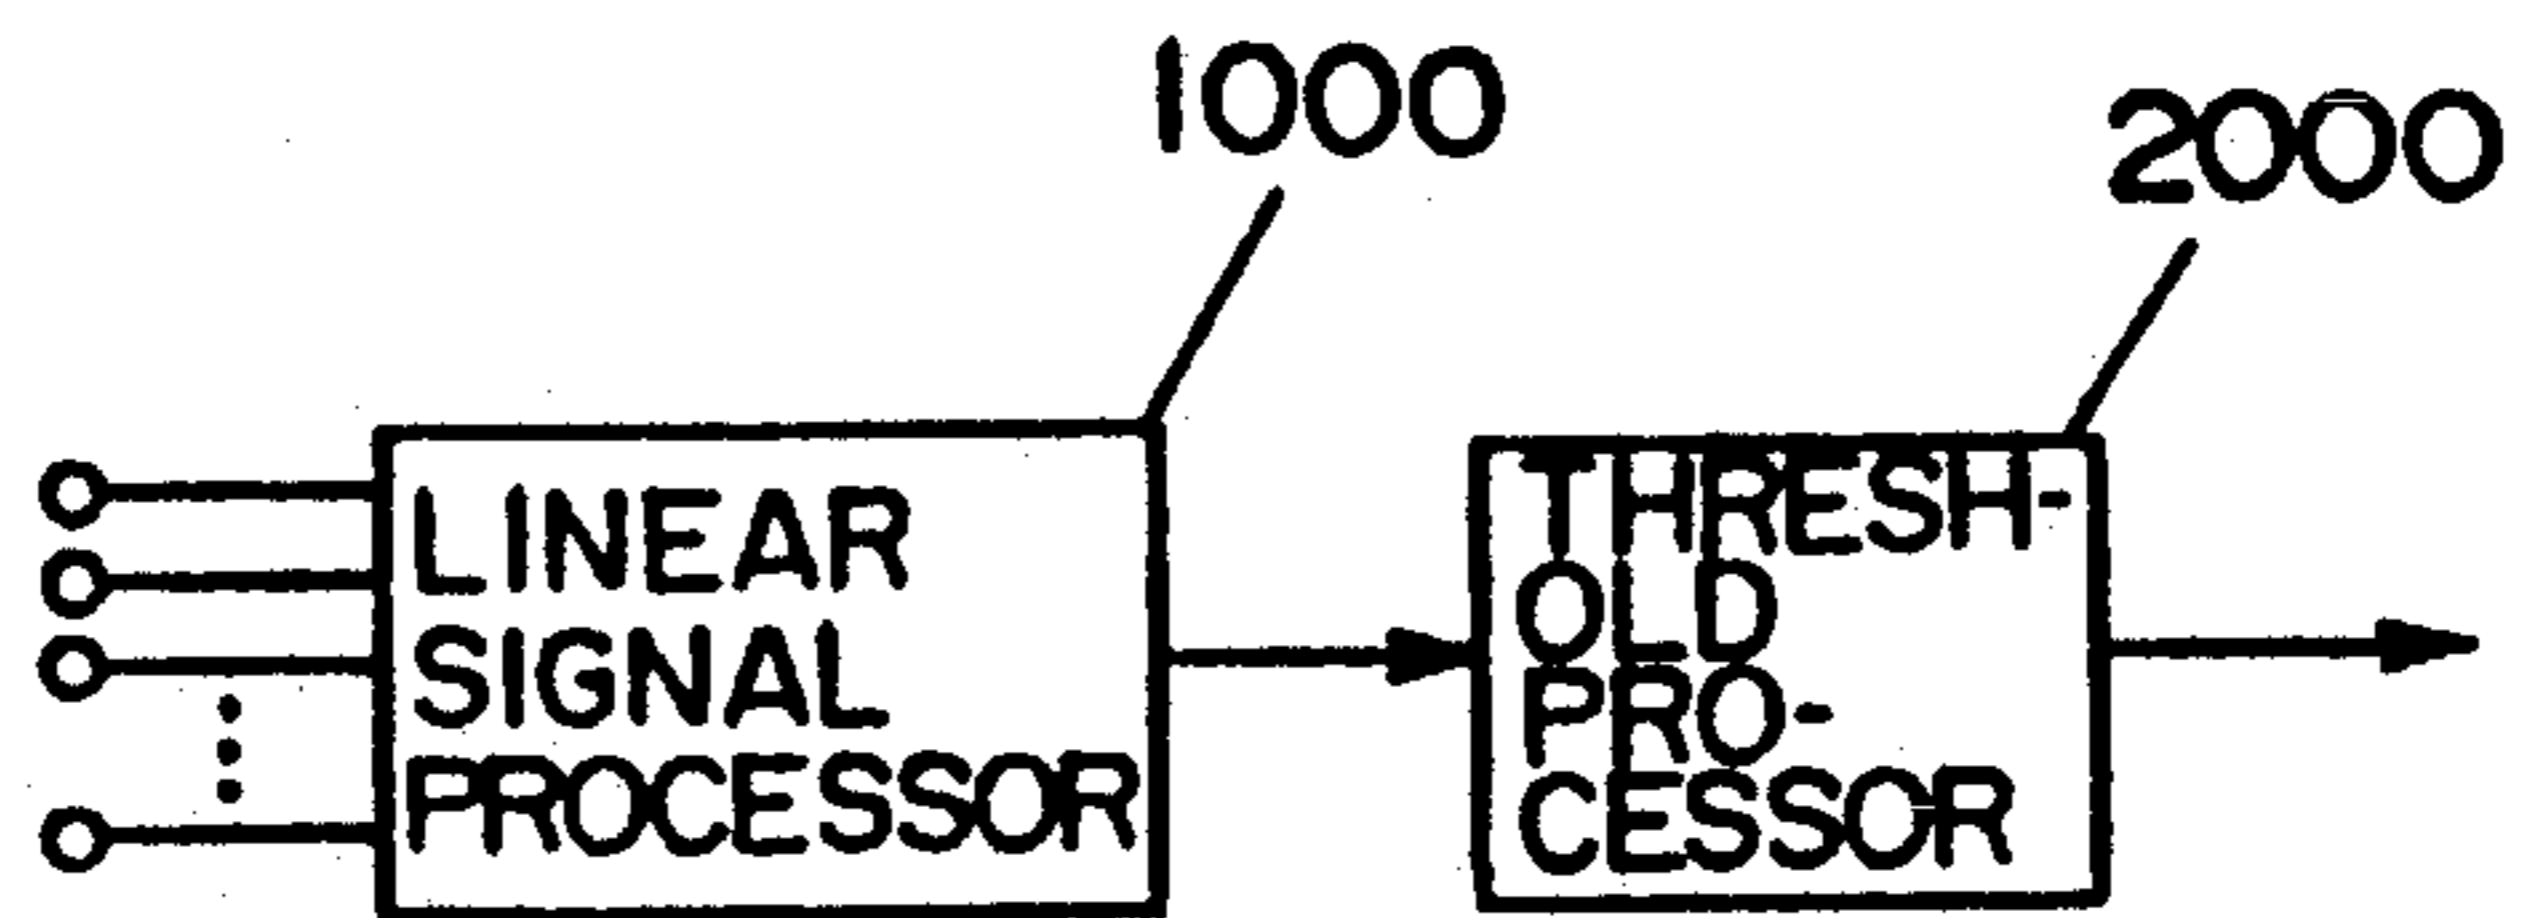 1000
2000
LINEAR
SIGNAL
PROCESSOR
THRESH-
OLD
PRO-
CESSOR